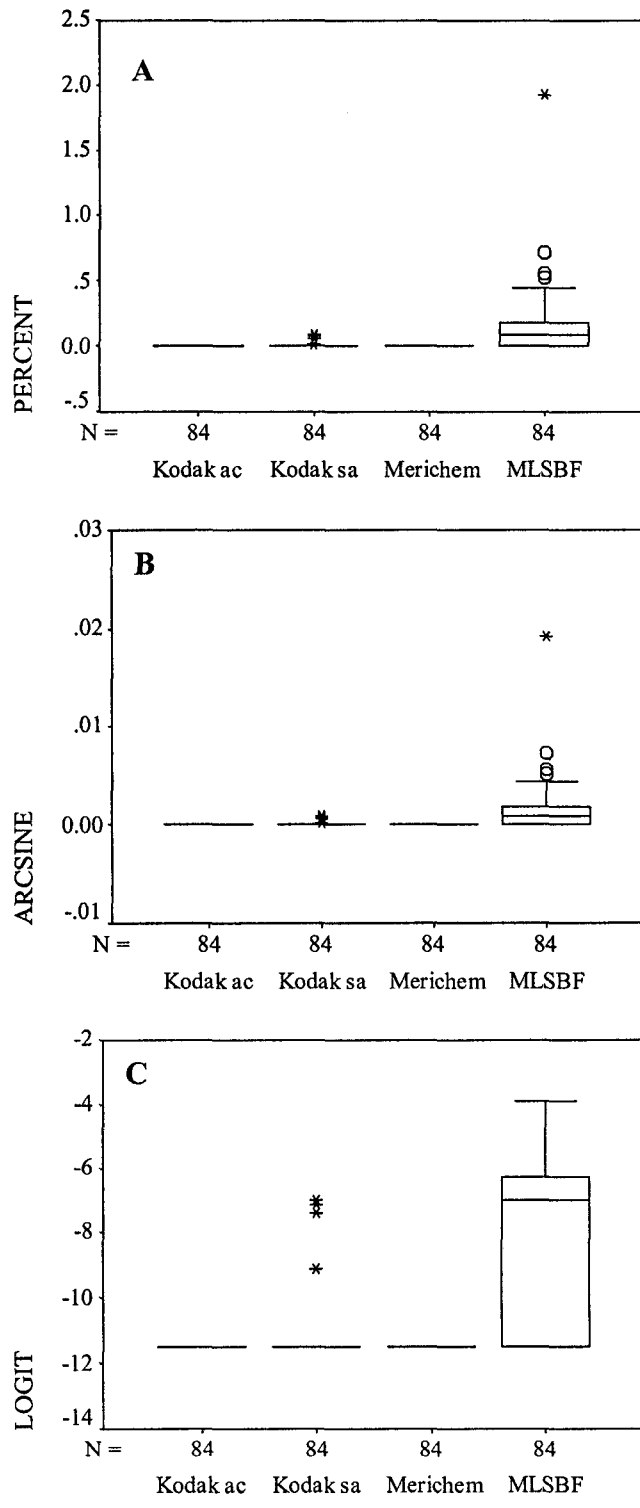 2.5
A
2.0
1.5
1.0
.5
0.0
-.5
PERCENT
N = 84 84 84 84
Kodak ac Kodak sa Merichem MLSBF
.03
B
.02
.01
0.00
-.01
ARCSINE
N = 84 84 84 84
Kodak ac Kodak sa Merichem MLSBF
-2
C
-4
-6
-8
-10
-12
-14
LOGIT
N = 84 84 84 84
Kodak ac Kodak sa Merichem MLSBF